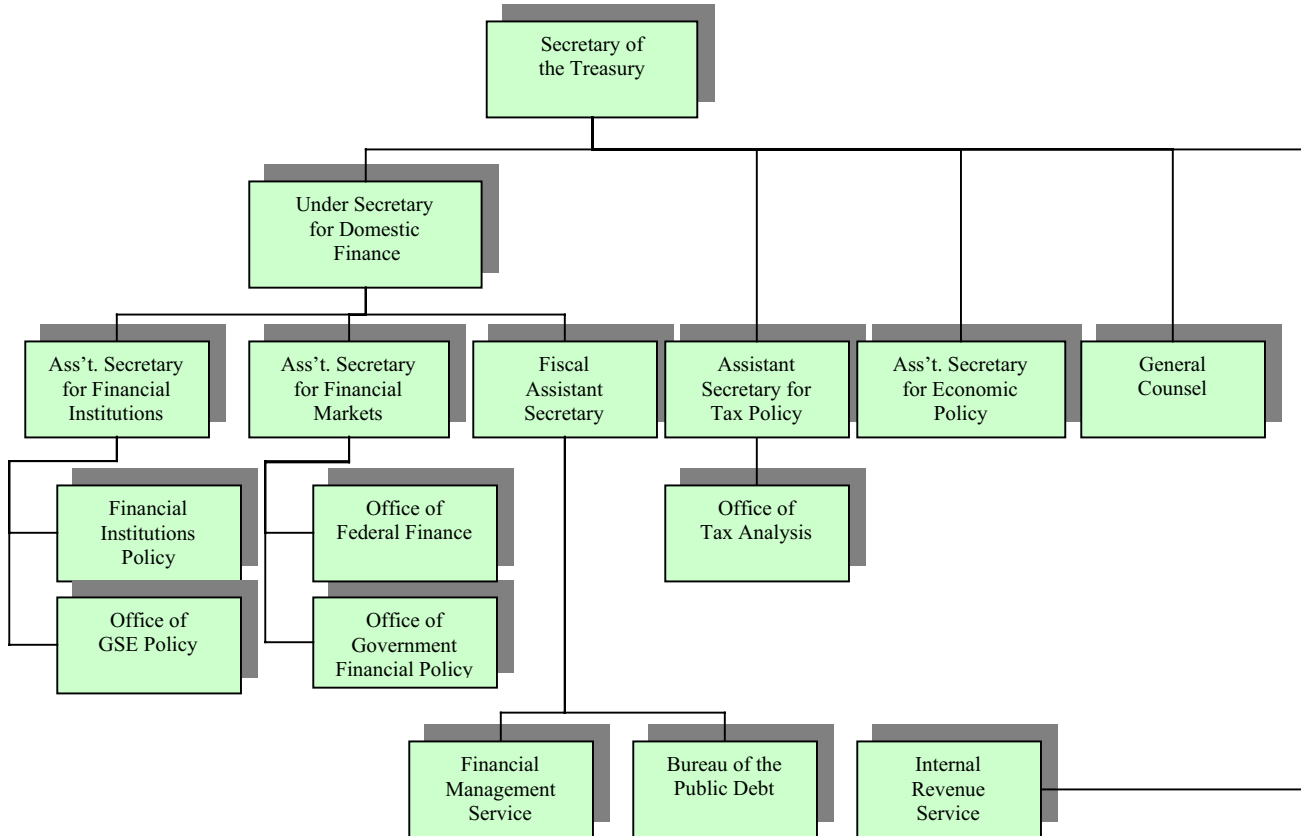 Secretary of
the Treasury
Under Secretary
for Domestic
Finance
Ass’t. Secretary
for Financial
Institutions
Ass’t. Secretary
for Financial
Markets
Fiscal
Assistant
Secretary
Assistant
Secretary for
Tax Policy
Ass’t. Secretary
for Economic
Policy
General
Counsel
Financial
Institutions
Policy
Office of
Federal Finance
Office of
Tax Analysis
Office of
GSE Policy
Office of
Government
Financial Policy
Financial
Management
Service
Bureau of the
Public Debt
Internal
Revenue
Service